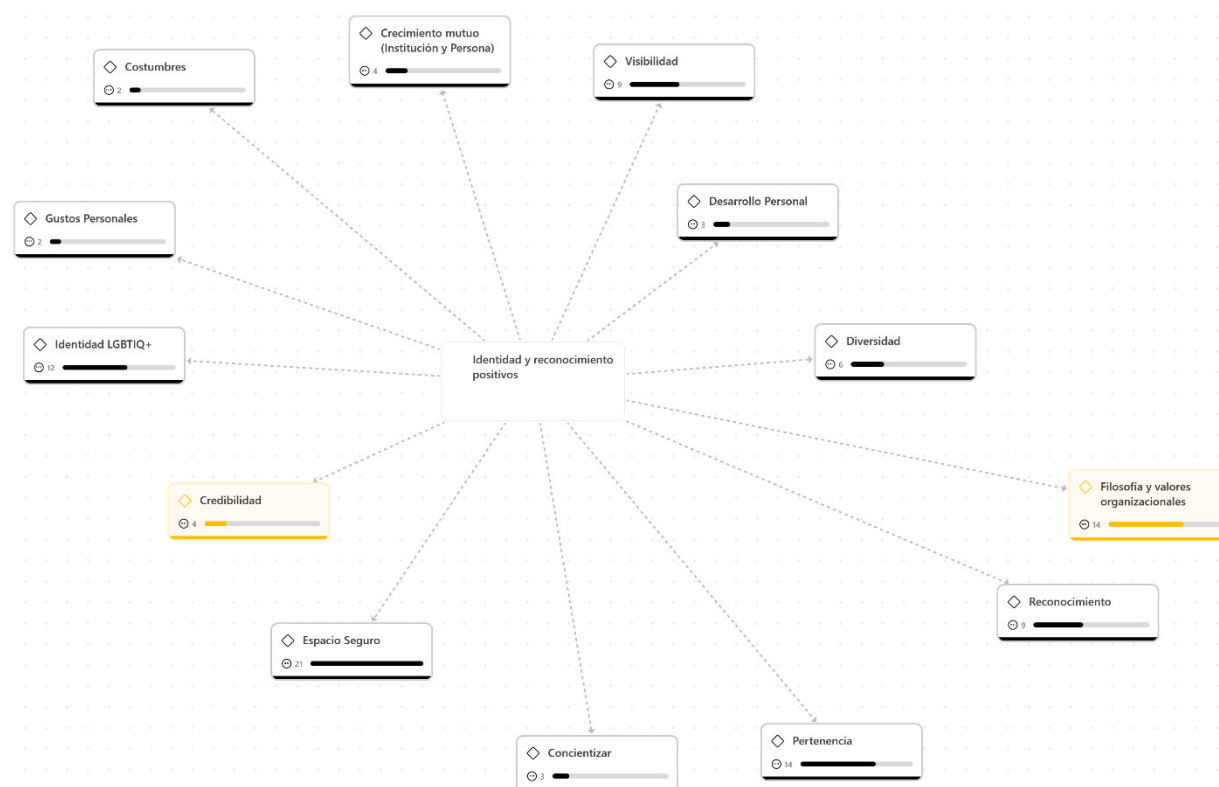 Crecimiento mutuo
(Institución y Persona)
4
Visibilidad
9
Costumbres
2
Desarrollo Personal
3
Gustos Personales
2
Identidad LGBTIQ+
12
Diversidad
6
Identidad y reconocimiento
positivos
Credibilidad
4
Filosofía y valores
organizacionales
14
Reconocimiento
9
Espacio Seguro
21
Pertenencia
14
Concientizar
3